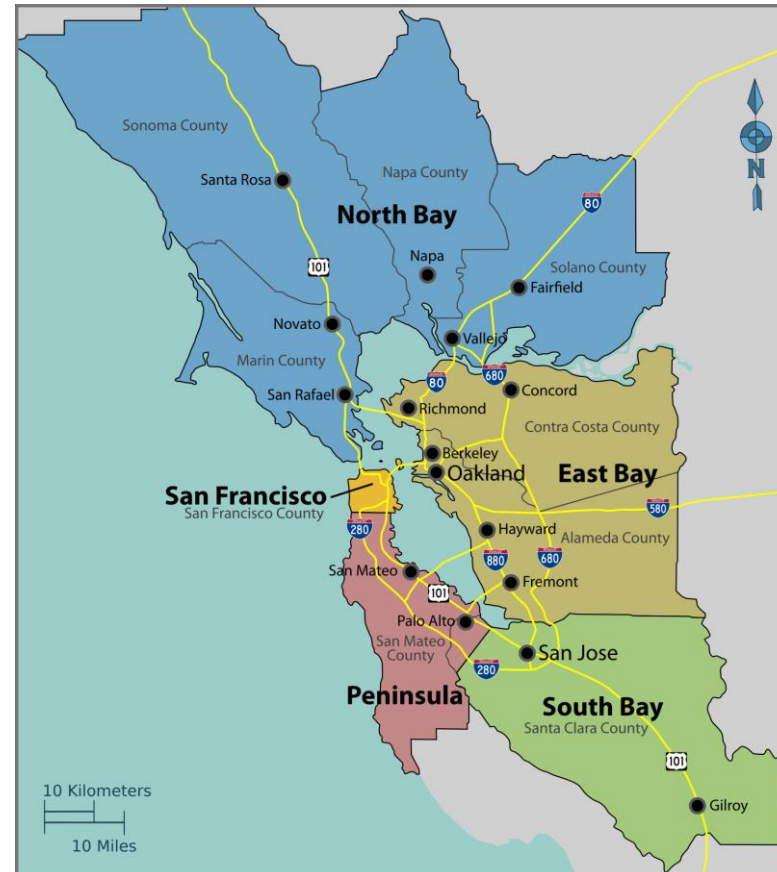 Sonoma County
Napa County
Santa Rosa
North Bay
80
N
Napa
Solano County
101
Fairfield
Novato
Vallejo
Marin County
680
80
Concord
San Rafael
Richmond
Contra Costa County
Berkeley
Oakland
East Bay
San Francisco
San Francisco County
580
280
Hayward
Alameda County
880
680
San Mateo
Fremont
101
Palo Alto
San Mateo
County
San Jose
280
Peninsula
South Bay
Santa Clara County
101
10 Kilometers
Gilroy
10 Miles